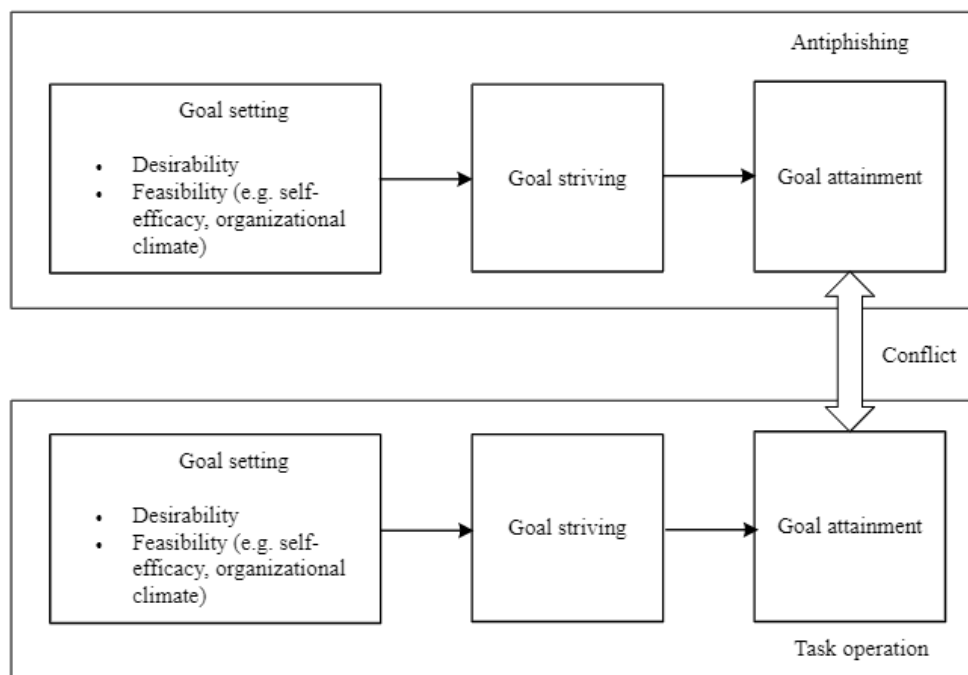 Antiphishing
Goal setting
• Desirability
• Feasibility (e.g. self-
efficacy, organizational
climate)
Goal striving
Goal attainment
Conflict
Goal setting
• Desirability
• Feasibility (e.g. self-
efficacy, organizational
climate)
Goal striving
Goal attainment
Task operation